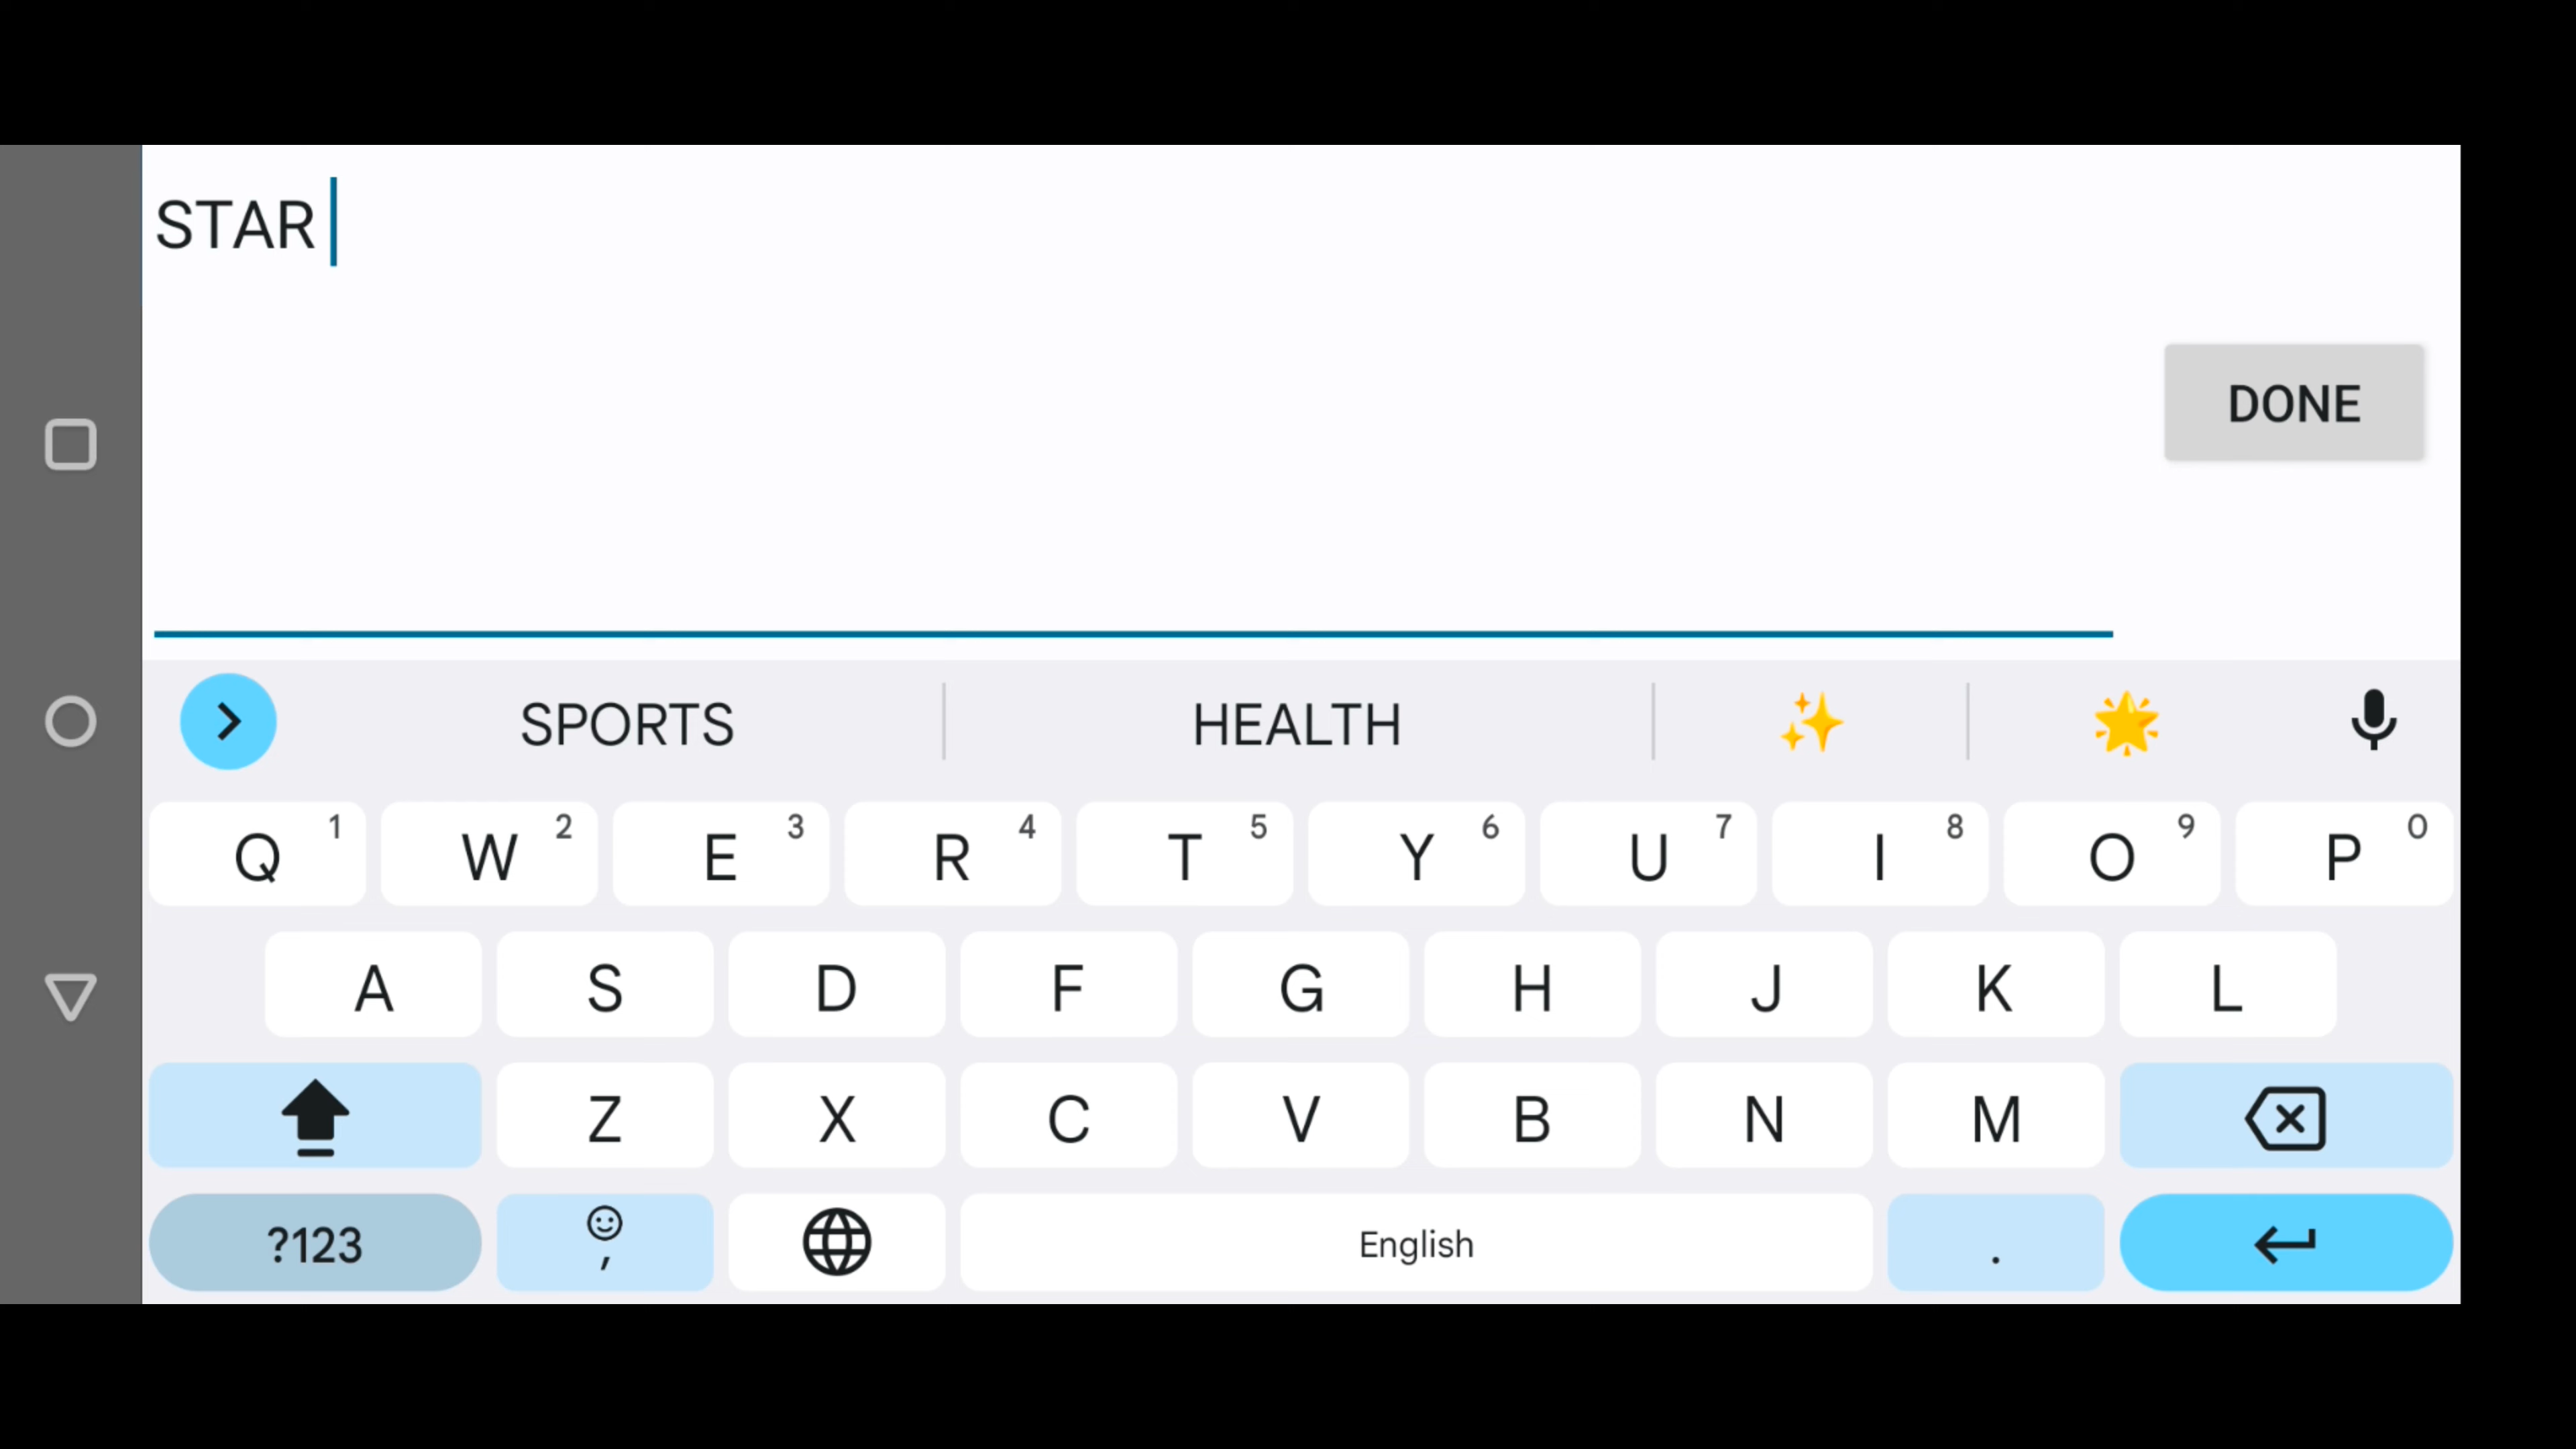 STAR
DONE
SPORTS HEALTH ✨ 🌟
Q 1 W 2 E 3 R 4 T 5 Y 6 U 7 I 8 O 9 P 0
A S D F G H J K L
Z X C V B N M
?123 , English .